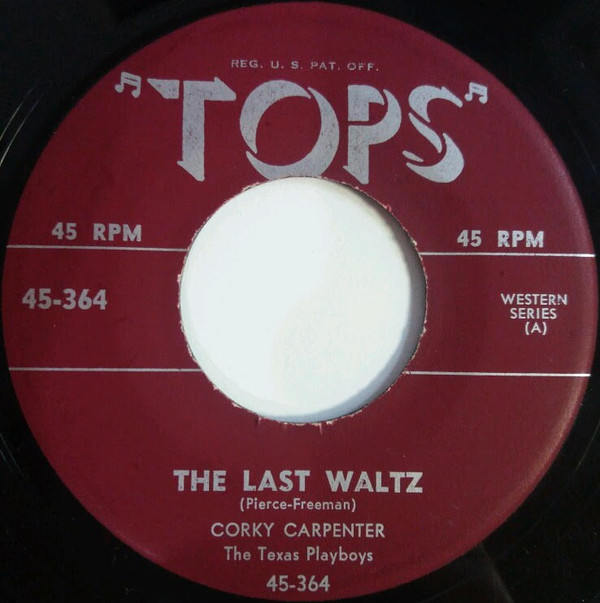 REG. U. S. PAT. OFF.
"TOPS"
45 RPM
45 RPM
45-364
WESTERN
SERIES
(A)
THE LAST WALTZ
(Pierce-Freeman)
CORKY CARPENTER
The Texas Playboys
45-364